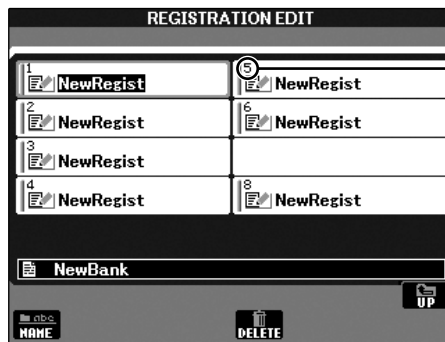 REGISTRATION EDIT
1 NewRegist
5 NewRegist
2 NewRegist
6 NewRegist
3 NewRegist
4 NewRegist
8 NewRegist
NewBank
UP
abc
NAME
DELETE